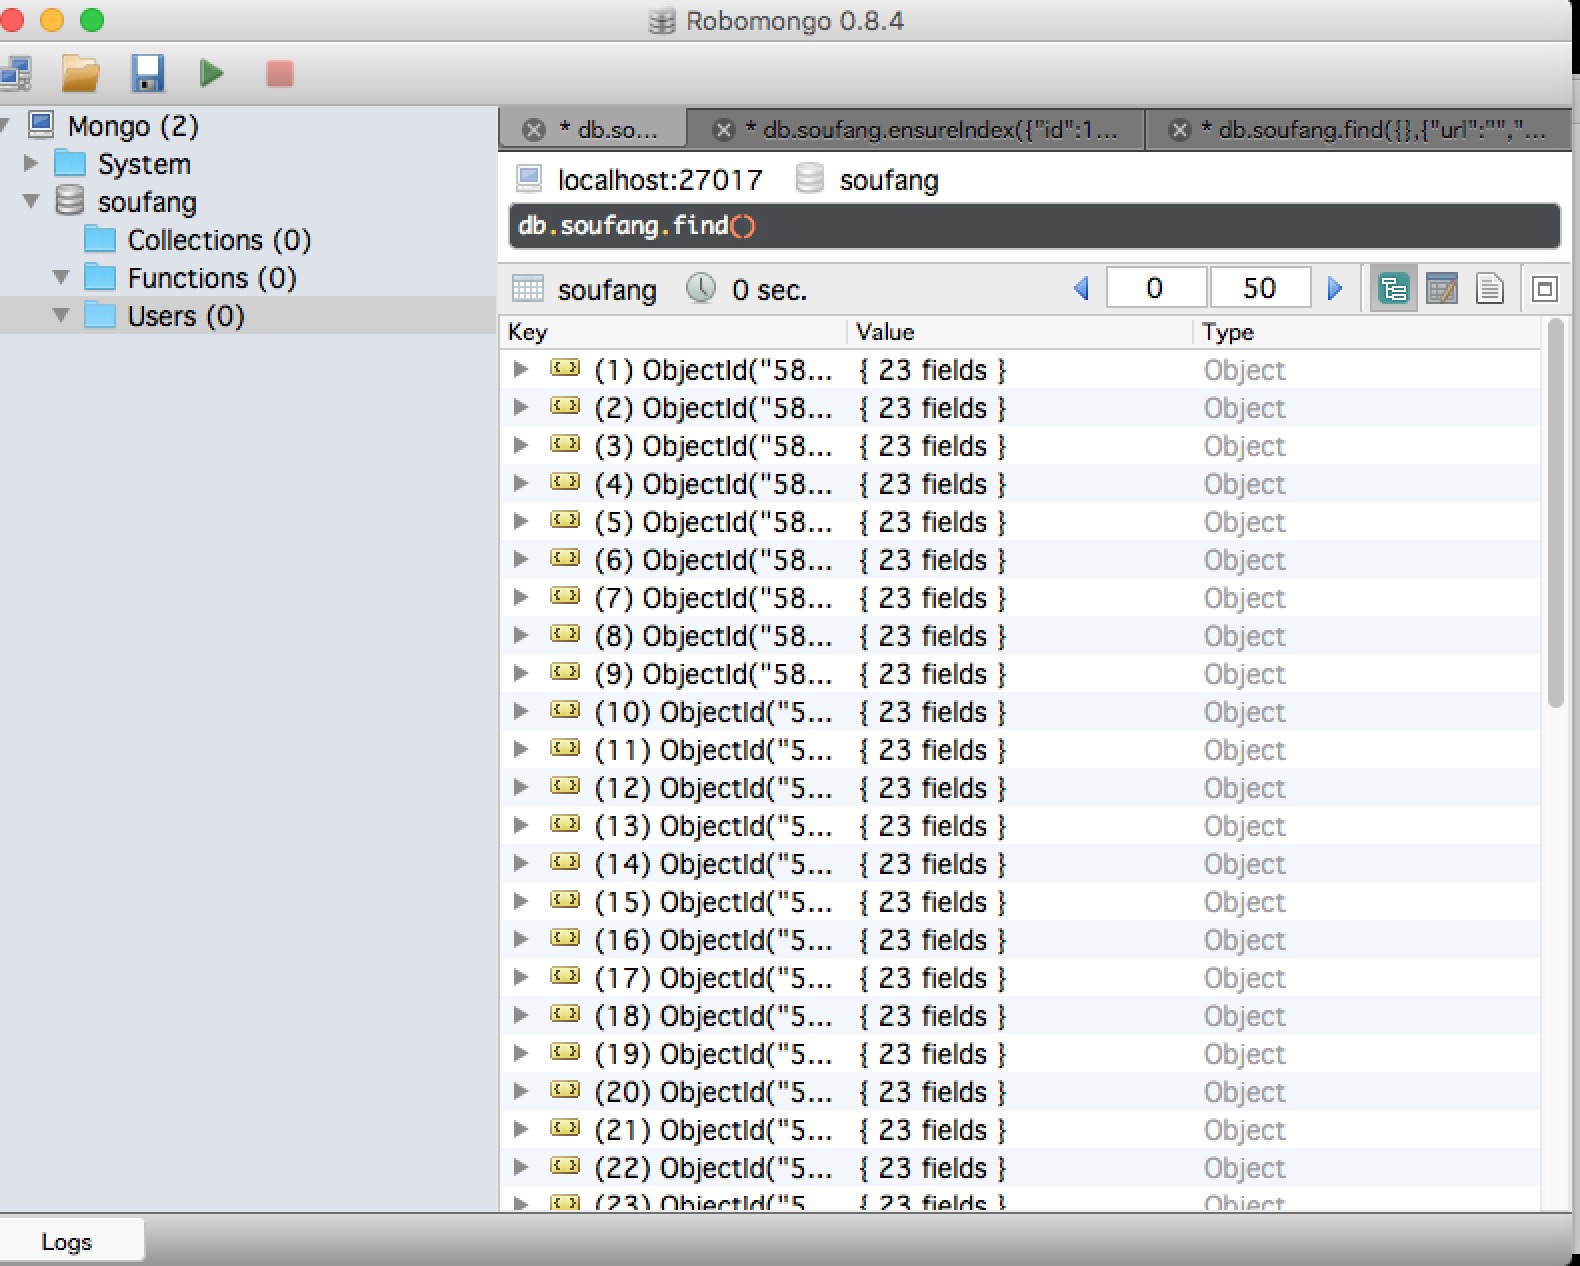 Robomongo 0.8.4
Mongo (2)
System
soufang
Collections (0)
Functions (0)
Users (0)
* db.so...
* db.soufang.ensureIndex({"id":1...
* db.soufang.find({},{"url":"","...
localhost:27017 soufang
db.soufang.find()
soufang 0 sec. 0 50
Key Value Type
(1) ObjectId("58... { 23 fields } Object
(2) ObjectId("58... { 23 fields } Object
(3) ObjectId("58... { 23 fields } Object
(4) ObjectId("58... { 23 fields } Object
(5) ObjectId("58... { 23 fields } Object
(6) ObjectId("58... { 23 fields } Object
(7) ObjectId("58... { 23 fields } Object
(8) ObjectId("58... { 23 fields } Object
(9) ObjectId("58... { 23 fields } Object
(10) ObjectId("5... { 23 fields } Object
(11) ObjectId("5... { 23 fields } Object
(12) ObjectId("5... { 23 fields } Object
(13) ObjectId("5... { 23 fields } Object
(14) ObjectId("5... { 23 fields } Object
(15) ObjectId("5... { 23 fields } Object
(16) ObjectId("5... { 23 fields } Object
(17) ObjectId("5... { 23 fields } Object
(18) ObjectId("5... { 23 fields } Object
(19) ObjectId("5... { 23 fields } Object
(20) ObjectId("5... { 23 fields } Object
(21) ObjectId("5... { 23 fields } Object
(22) ObjectId("5... { 23 fields } Object
(23) ObjectId("5... { 23 fields } Object
Logs